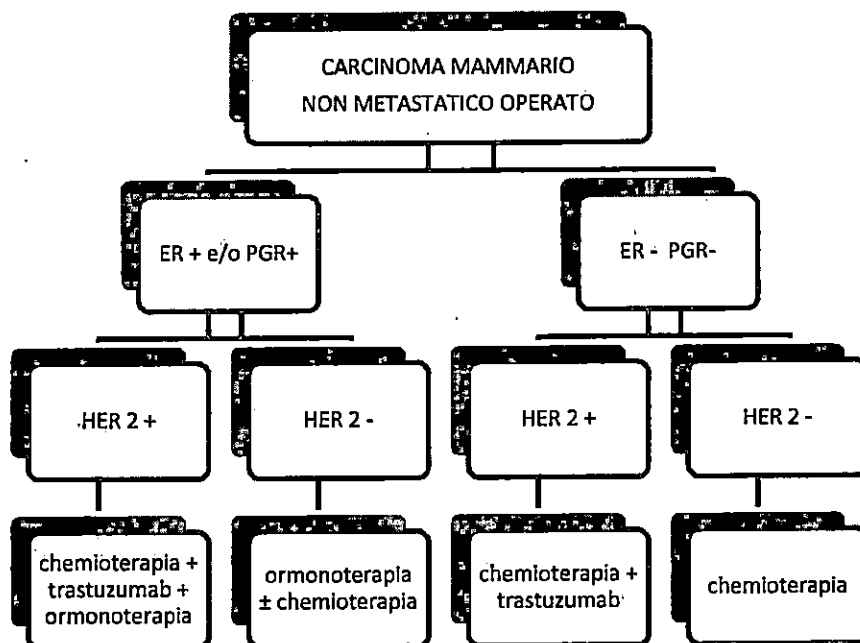 CARCINOMA MAMMARIO
NON METASTATICO OPERATO
ER + e/o PGR+
ER - PGR-
HER 2 +
HER 2 -
HER 2 +
HER 2 -
chemioterapia +
trastuzumab +
ormonoterapia
ormonoterapia
± chemioterapia
chemioterapia +
trastuzumab
chemioterapia